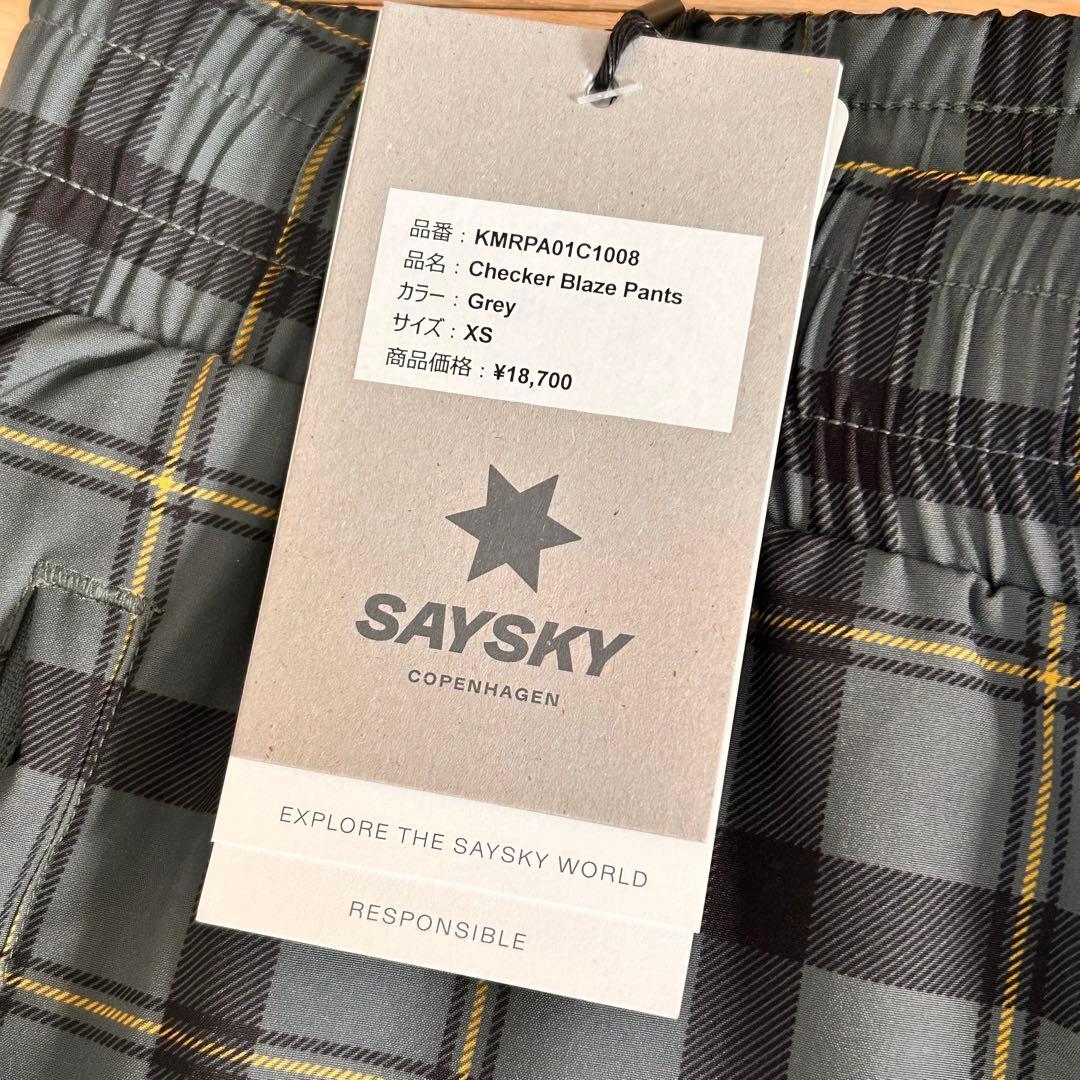 品番：KMRPA01C1008
品名：Checker Blaze Pants
カラー：Grey
サイズ：XS
商品価格：¥18,700
SAYSKY
COPENHAGEN
EXPLORE THE SAYSKY WORLD
RESPONSIBLE